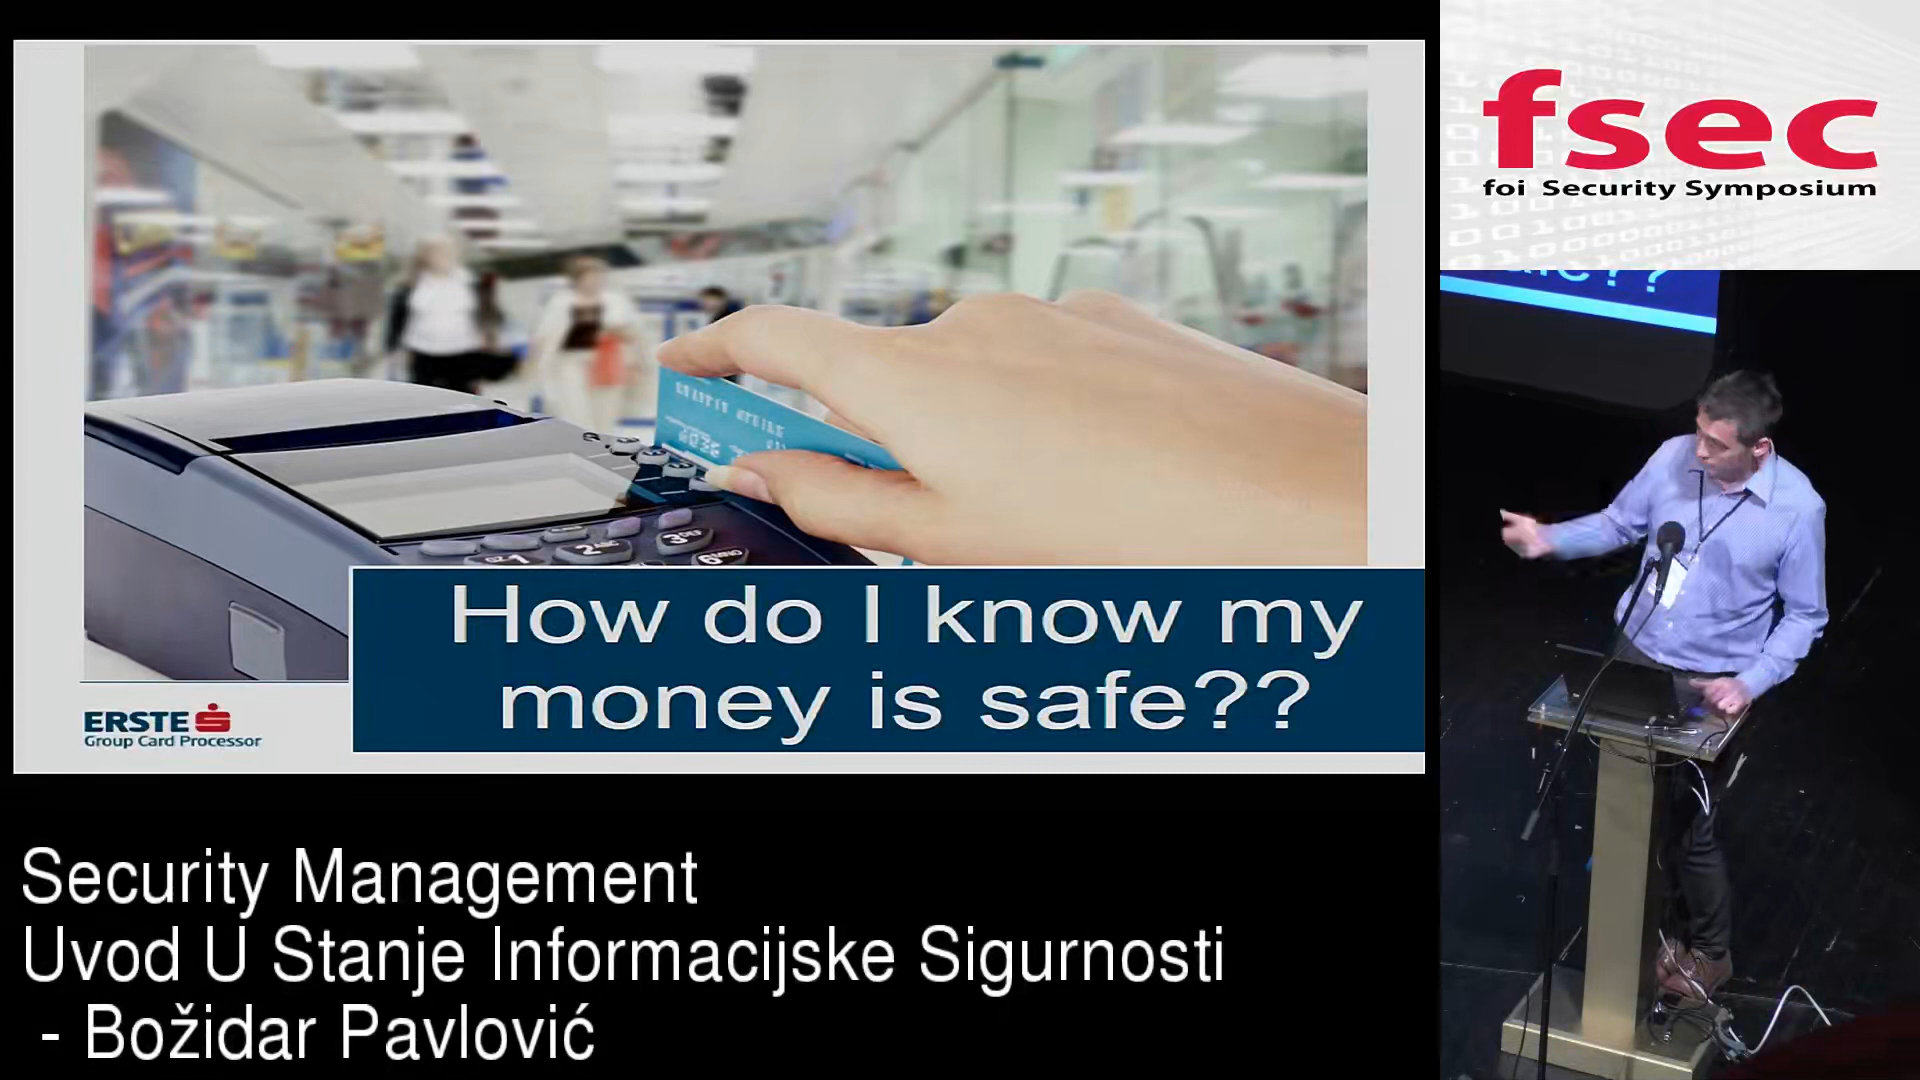 How do I know my
money is safe??
ERSTE
Group Card Processor
fsec
foi Security Symposium
Security Management
Uvod U Stanje Informacijske Sigurnosti
- Božidar Pavlović